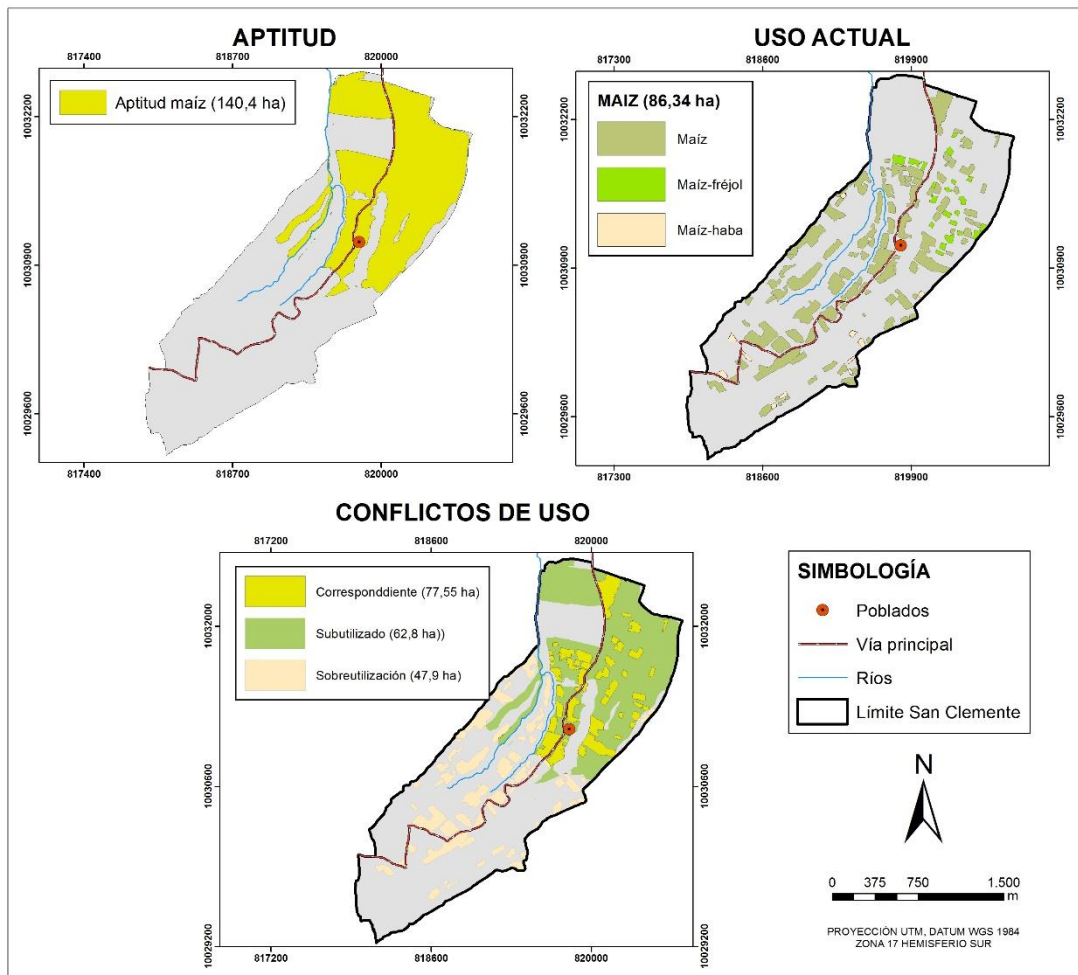 APTITUD
817400 818700 820000
Aptitud maíz (140,4 ha)
10032200 10032200
10030900 10030900
10029600 10029600
817400 818700 820000
USO ACTUAL
817300 818600 819900
MAIZ (86,34 ha)
Maíz
Maíz-fréjol
Maíz-haba
10032200 10032200
10030900 10030900
10029600 10029600
817300 818600 819900
CONFLICTOS DE USO
817200 818600 820000
Corresponddiente (77,55 ha)
Subutilizado (62,8 ha))
Sobreutilización (47,9 ha)
10032000 10032000
10030600 10030600
10029200 10029200
817200 818600 820000
SIMBOLOGÍA
Poblados
Vía principal
Ríos
Límite San Clemente
N
0 375 750 1.500
m
PROYECCIÓN UTM, DATUM WGS 1984
ZONA 17 HEMISFERIO SUR